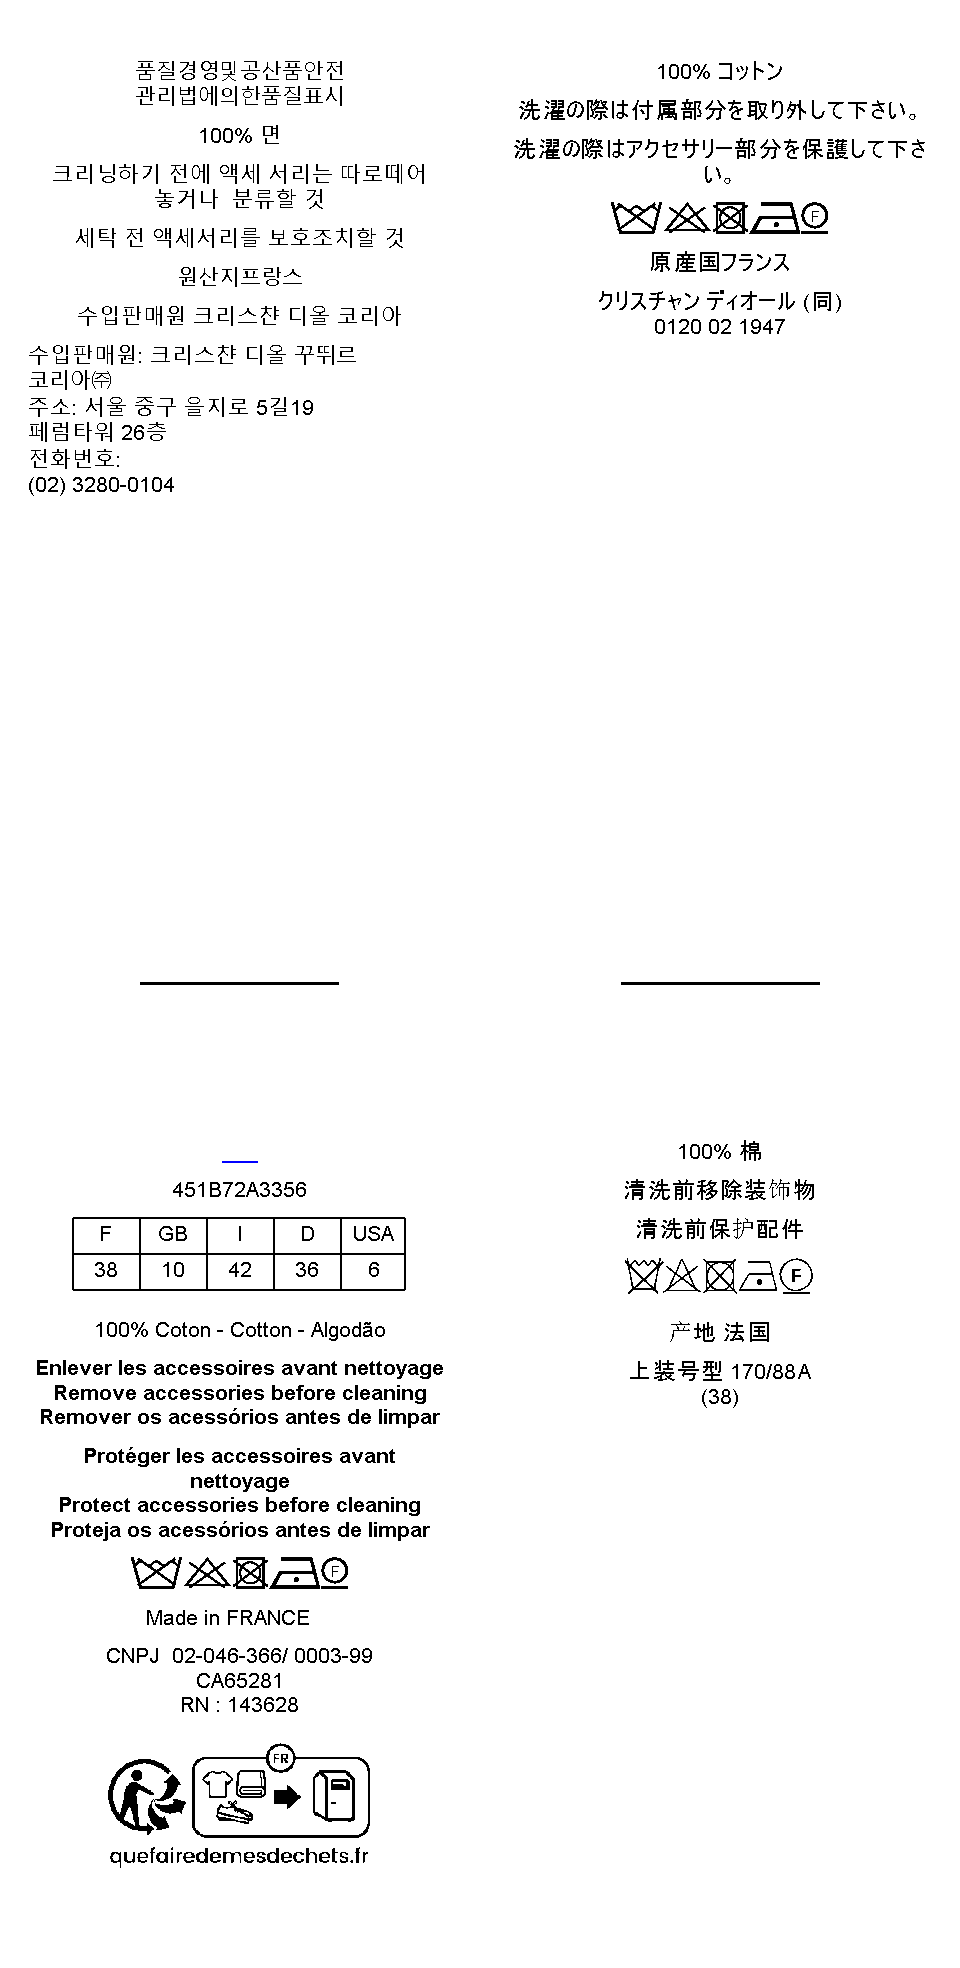 품질경영및공산품안전
관리법에의한품질표시
100% 면
크리닝하기 전에 액세 서리는 따로떼어
놓거나 분류할 것
세탁 전 액세서리를 보호조치할 것
원산지프랑스
수입판매원 크리스챤 디올 코리아
수입판매원: 크리스챤 디올 꾸뛰르
코리아㈜
주소: 서울 중구 을지로 5길19
페럼타워 26층
전화번호:
(02) 3280-0104
100% コットン
洗濯の際は付属部分を取り外して下さい。
洗濯の際はアクセサリー部分を保護して下さ
い。
F
原産国フランス
クリスチャン ディオール (同)
0120 02 1947
451B72A3356
F GB I D USA
38 10 42 36 6
100% Coton - Cotton - Algodão
Enlever les accessoires avant nettoyage
Remove accessories before cleaning
Remover os acessórios antes de limpar
Protéger les accessoires avant
nettoyage
Protect accessories before cleaning
Proteja os acessórios antes de limpar
F
Made in FRANCE
CNPJ 02-046-366/ 0003-99
CA65281
RN : 143628
FR
quefairedemesdechets.fr
100% 棉
清洗前移除装饰物
清洗前保护配件
F
产地 法国
上装号型 170/88A
(38)